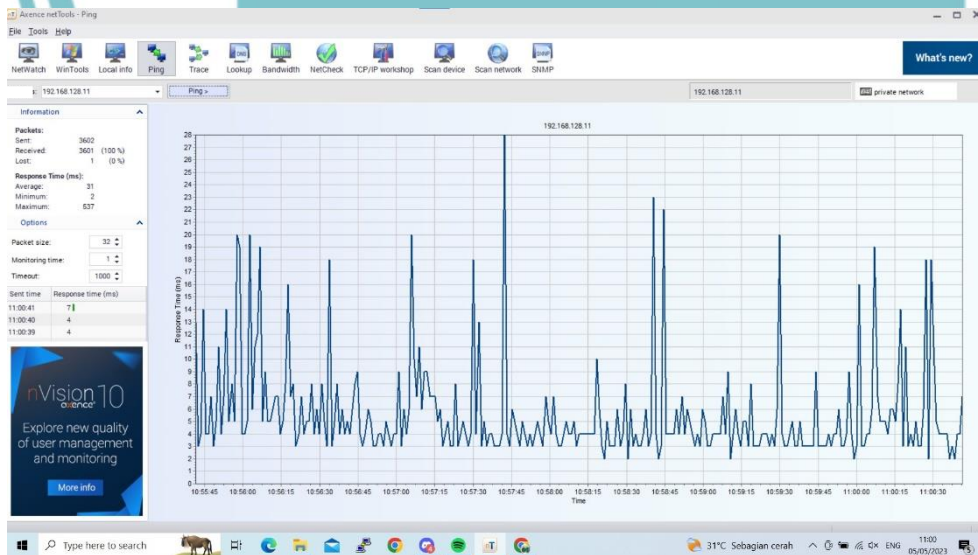 Axence netTools - Ping
File Tools Help
NetWatch WinTools Local info Ping Trace Lookup Bandwidth NetCheck TCP/IP workshop Scan device Scan network SNMP
What's new?
192.168.128.11 Ping > 192.168.128.11 private network
Information
Packets:
Sent: 3602
Received: 3601 (100 %)
Lost: 1 (0 %)
Response Time (ms):
Average: 31
Minimum: 2
Maximum: 637
Options
Packet size: 32
Monitoring time: 1
Timeout: 1000
Sent time Response time (ms)
11:00:41 7
11:00:40 4
11:00:39 4
nVision 10
axence
Explore new quality
of user management
and monitoring
More info
192.168.128.11
28
27
26
25
24
23
22
21
20
19
18
17
16
15
14
13
12
11
10
9
8
7
6
5
4
3
2
1
0
Response Time (ms)
10:55:45 10:56:00 10:56:15 10:56:30 10:56:45 10:57:00 10:57:15 10:57:30 10:57:45 10:58:00 10:58:15 10:58:30 10:58:45 10:59:00 10:59:15 10:59:30 10:59:45 11:00:00 11:00:15 11:00:30
Time
Type here to search
31°C Sebagian cerah
ENG
11:00
05/05/2023